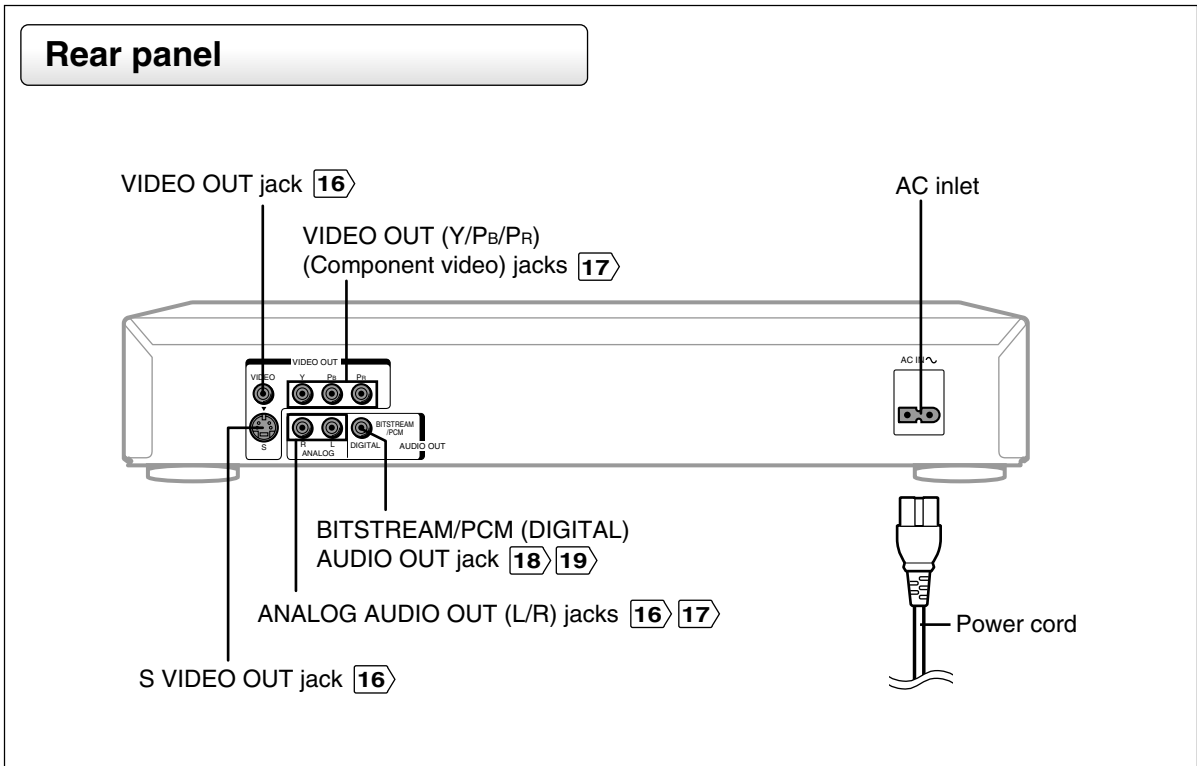 Rear panel
VIDEO OUT jack 16
AC inlet
VIDEO OUT (Y/PB/PR)
(Component video) jacks 17
VIDEO OUT
VIDEO Y PB PR
AC IN
BITSTREAM
/PCM
S R L DIGITAL AUDIO OUT
ANALOG
BITSTREAM/PCM (DIGITAL)
AUDIO OUT jack 18 19
ANALOG AUDIO OUT (L/R) jacks 16 17
Power cord
S VIDEO OUT jack 16